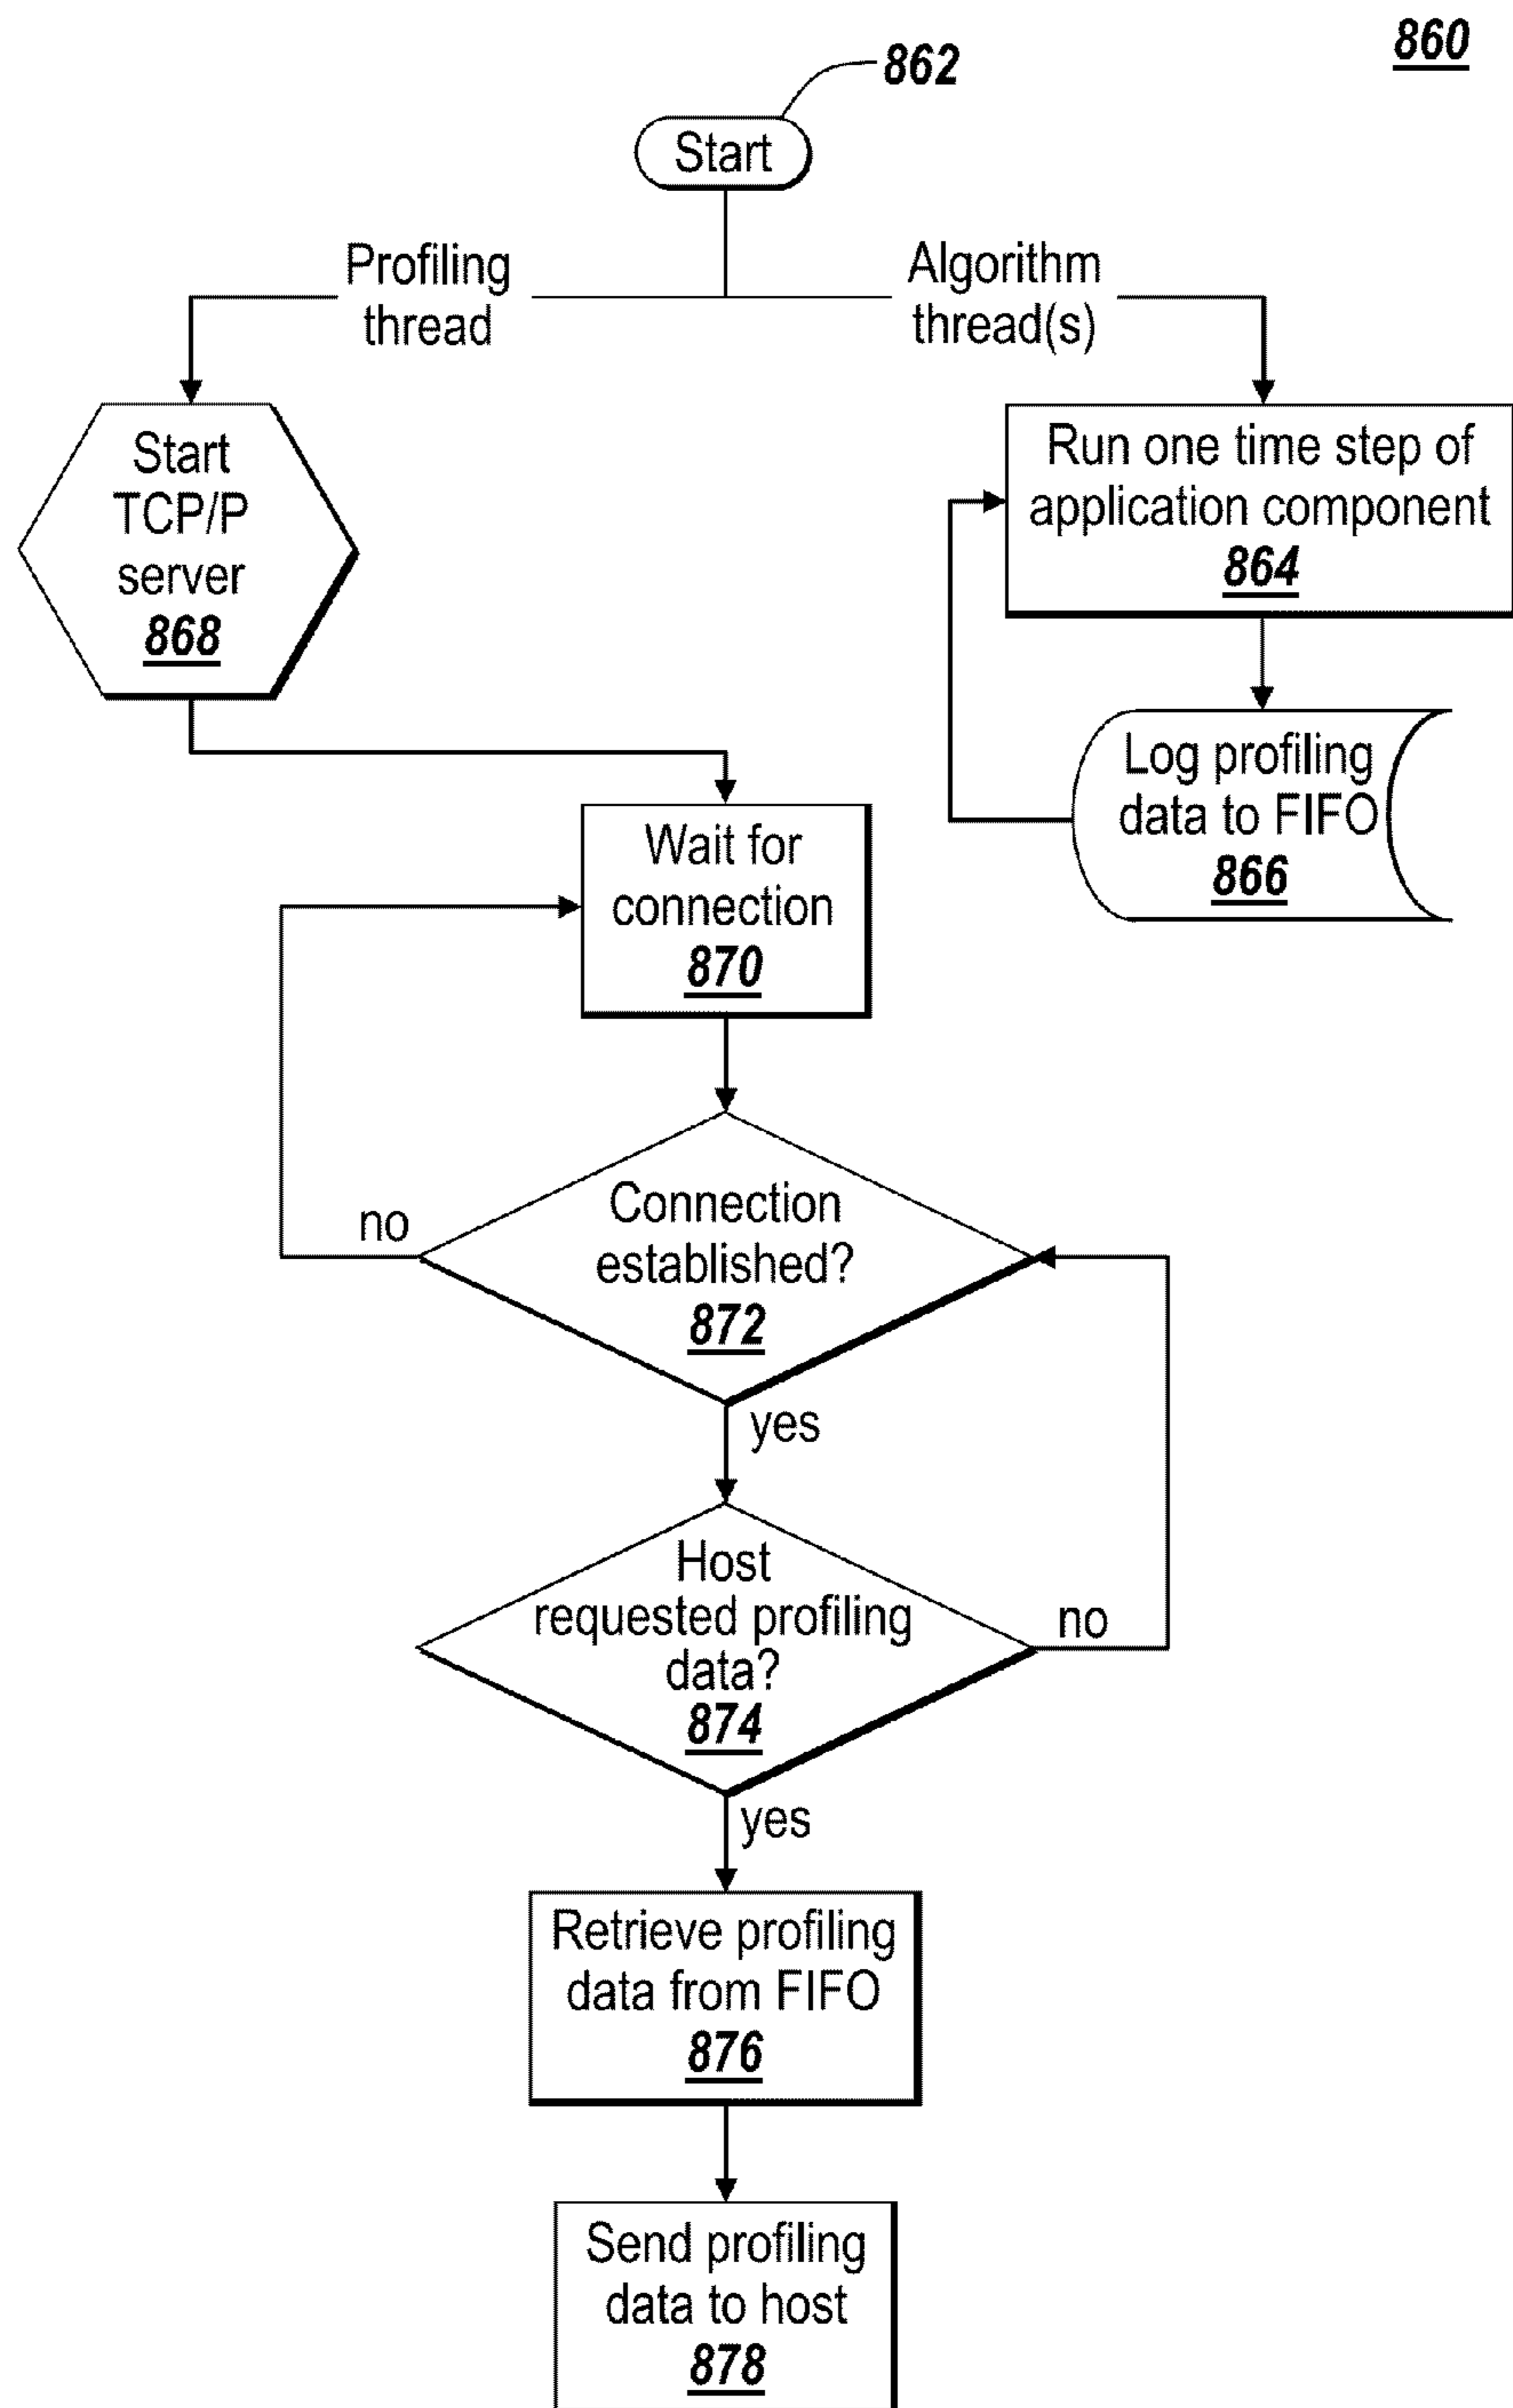 860
862
Start
Profiling
thread
Algorithm
thread(s)
Start
TCP/P
server
868
Run one time step of
application component
864
Log profiling
data to FIFO
866
Wait for
connection
870
Connection
established?
872
no
yes
Host
requested profiling
data?
874
no
yes
Retrieve profiling
data from FIFO
876
Send profiling
data to host
878